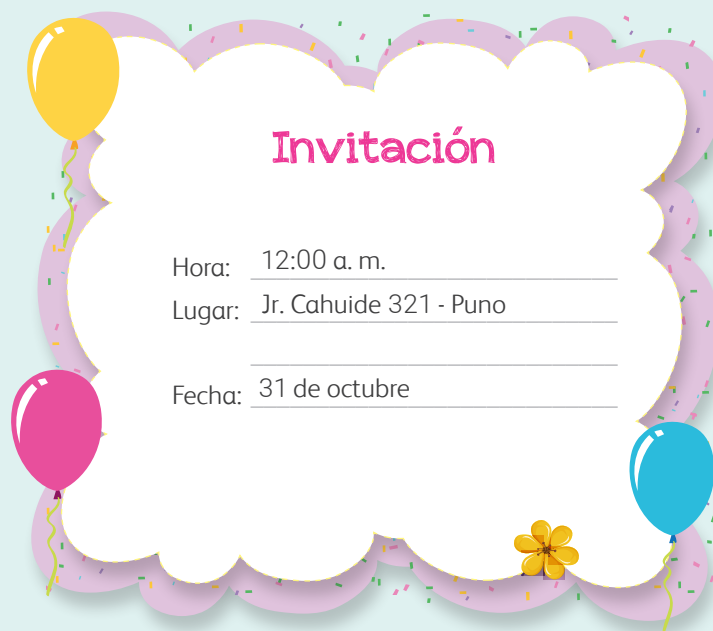 Invitación
Hora: 12:00 a. m.
Lugar: Jr. Cahuide 321 - Puno
Fecha: 31 de octubre